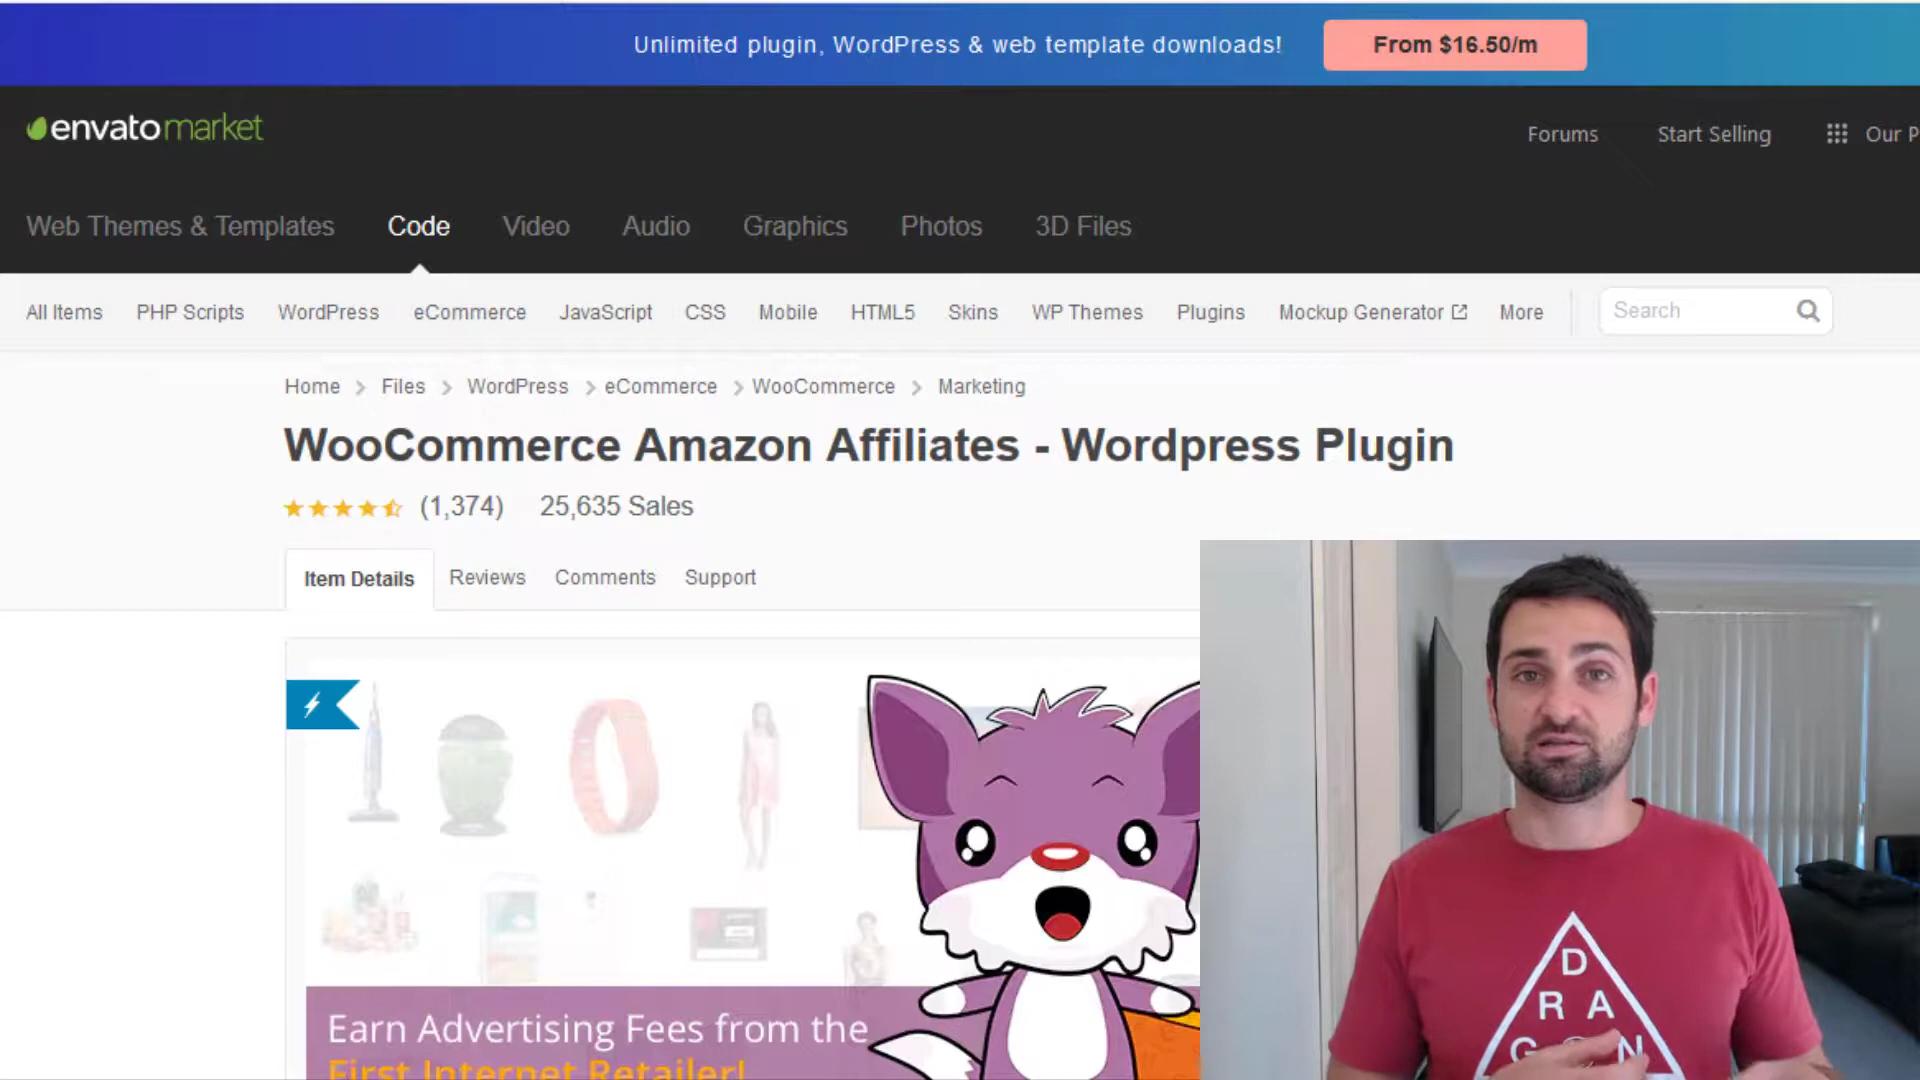 Unlimited plugin, WordPress & web template downloads! From $16.50/m
envatomarket
Forums Start Selling Our P
Web Themes & Templates Code Video Audio Graphics Photos 3D Files
All Items PHP Scripts WordPress eCommerce JavaScript CSS Mobile HTML5 Skins WP Themes Plugins Mockup Generator More Search
Home Files WordPress eCommerce WooCommerce Marketing
WooCommerce Amazon Affiliates - Wordpress Plugin
(1,374) 25,635 Sales
Item Details Reviews Comments Support
Earn Advertising Fees from the
First Internet Retailer!
D
R A
G O N